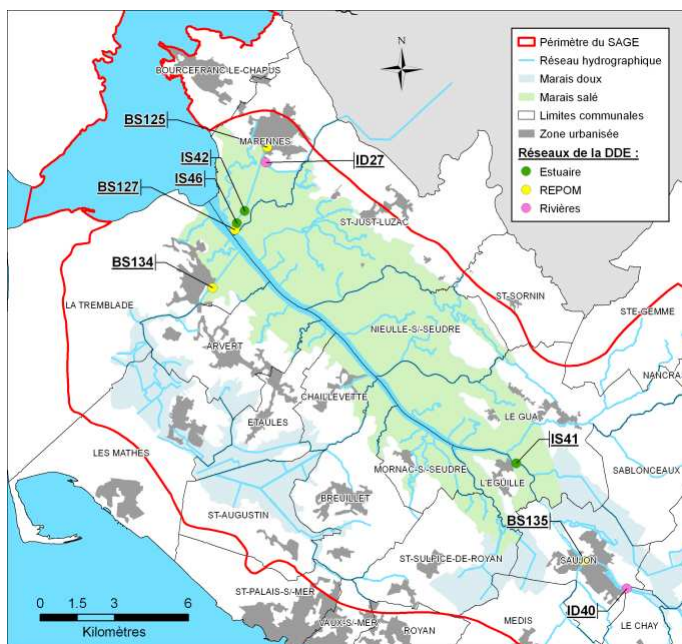 BOURCEFRANC-LE-CHAPUS
N
Périmètre du SAGE
Réseau hydrographique
Marais doux
Marais salé
Limites communales
Zone urbanisée
Réseaux de la DDE :
Estuaire
REPOM
Rivières
BS125
MARENNES
IS42
ID27
IS46
BS127
ST-JUST-LUZAC
BS134
LA TREMBLADE
ST-SORNIN
STE-GEMME
NIEULLE-S/-SEUDRE
ARVERT
NANCRA
CHAILLEVETTE
LE GUA
ETAULES
IS41
LES MATHES
MORNAC-S/-SEUDRE
SABLONCEAUX
L'EGUILLE
BREUILLET
ST-AUGUSTIN
BS135
SAUJON
ST-SULPICE-DE-ROYAN
ST-PALAIS-S/-MER
ID40
VAUX-S/-MER
ROYAN
MEDIS
LE CHAY
0 1.5 3 6
Kilomètres